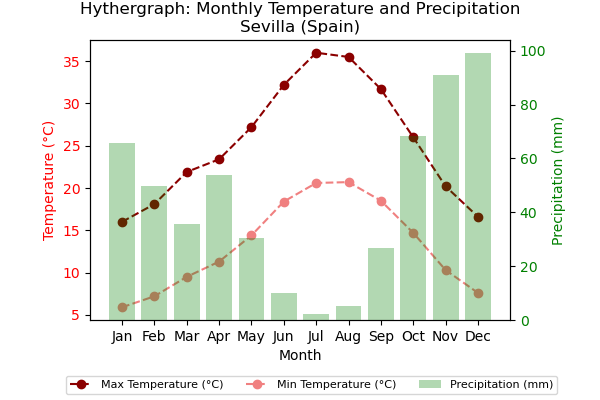 Hythergraph: Monthly Temperature and Precipitation
Sevilla (Spain)
Temperature (°C)
35
30
25
20
15
10
5
Precipitation (mm)
100
80
60
40
20
0
Jan Feb Mar Apr May Jun Jul Aug Sep Oct Nov Dec
Month
Max Temperature (°C) Min Temperature (°C) Precipitation (mm)